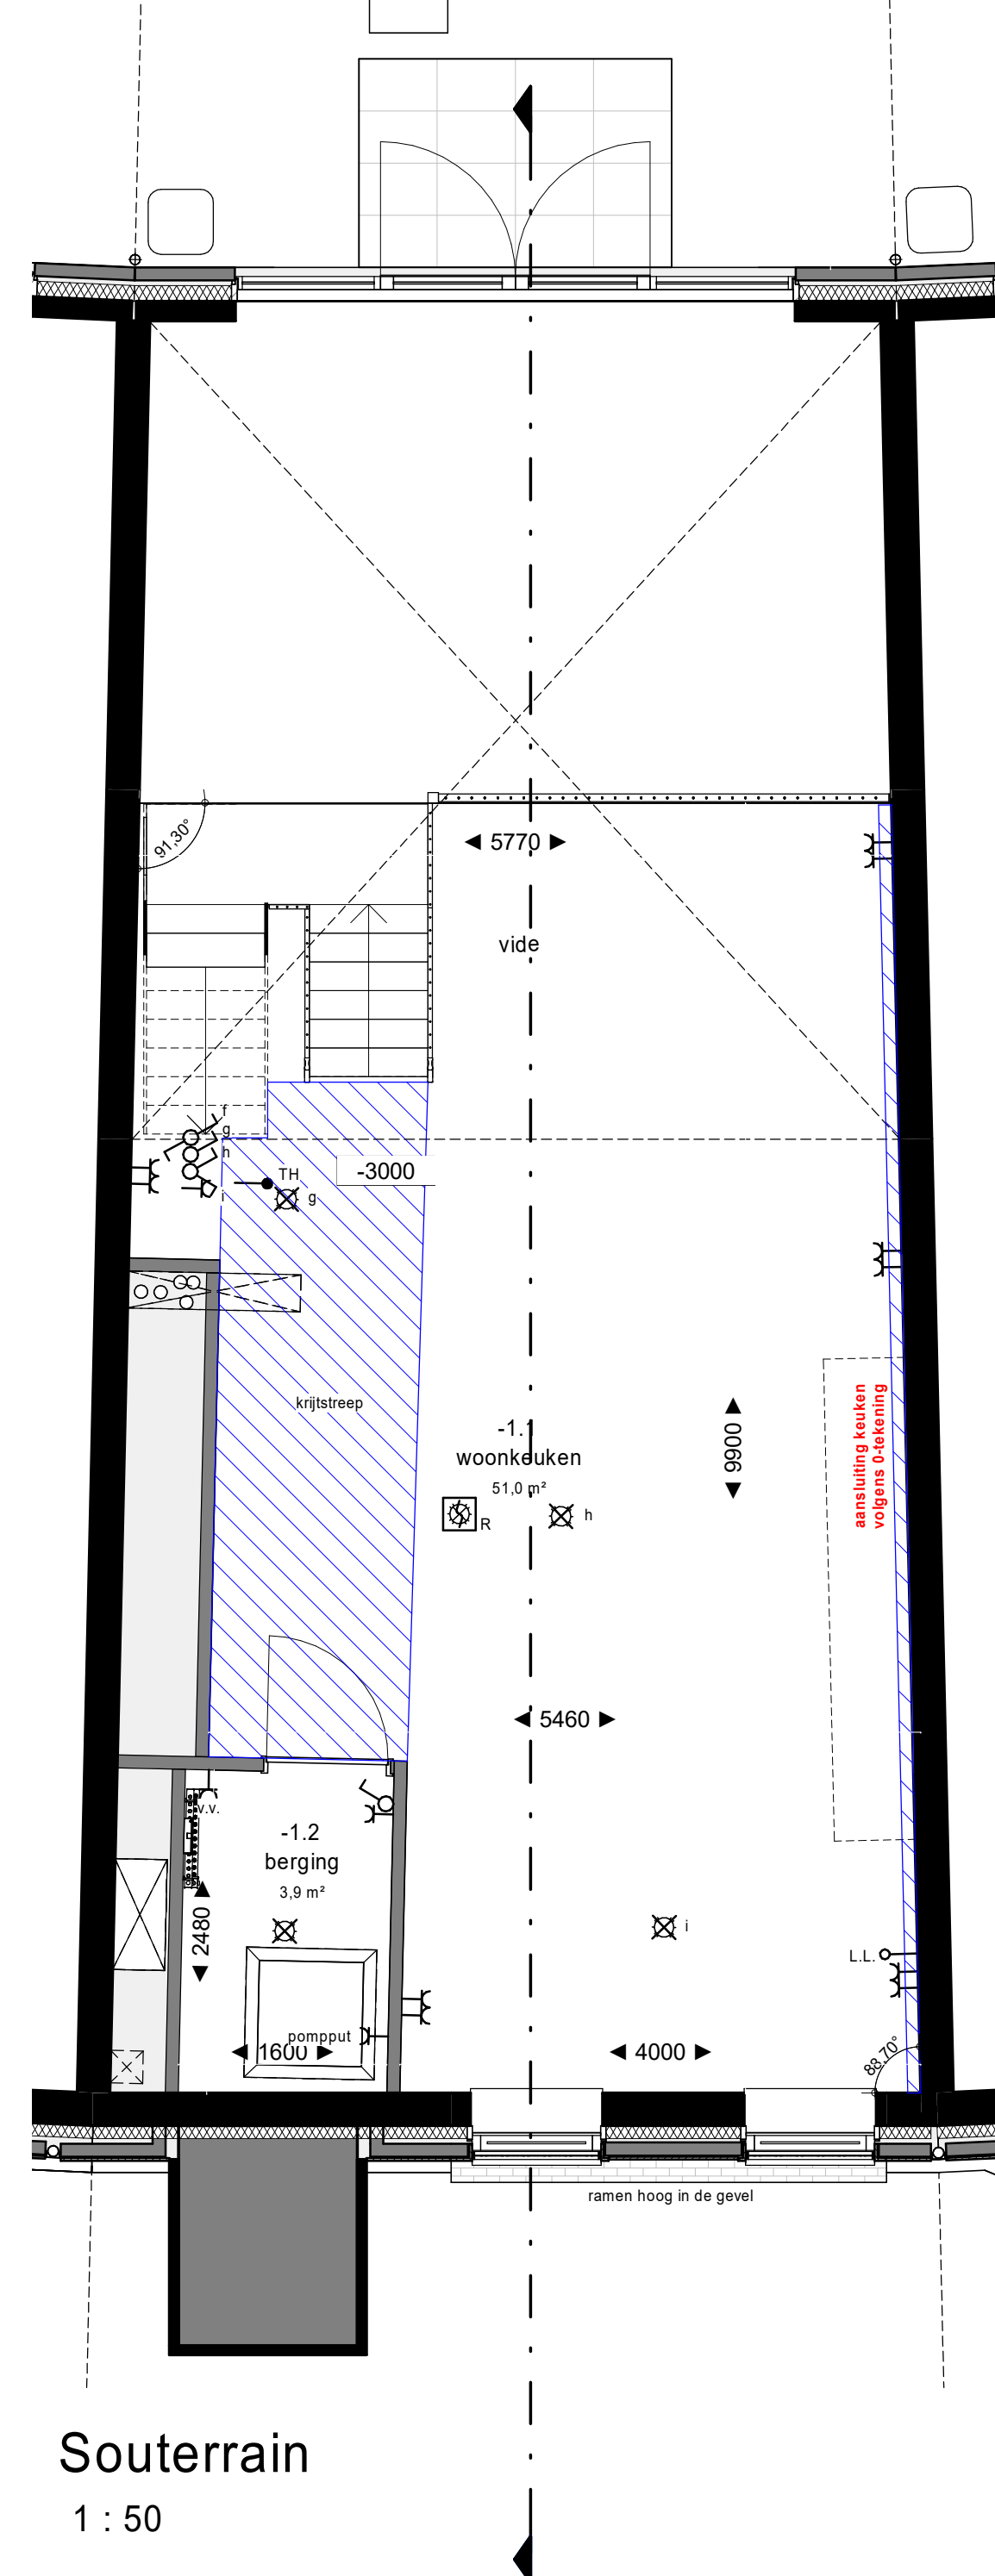 91,30°
5770
vide
f
g
h
i
TH
g
-3000
krijtstreep
-1.1
woonkeuken
51,0 m²
R
h
9900
aansluiting keuken
volgens 0-tekening
5460
v.v.
-1.2
berging
3,9 m²
2480
i
L.L.
pompput
1600
4000
88,70°
ramen hoog in de gevel
Souterrain
1 : 50